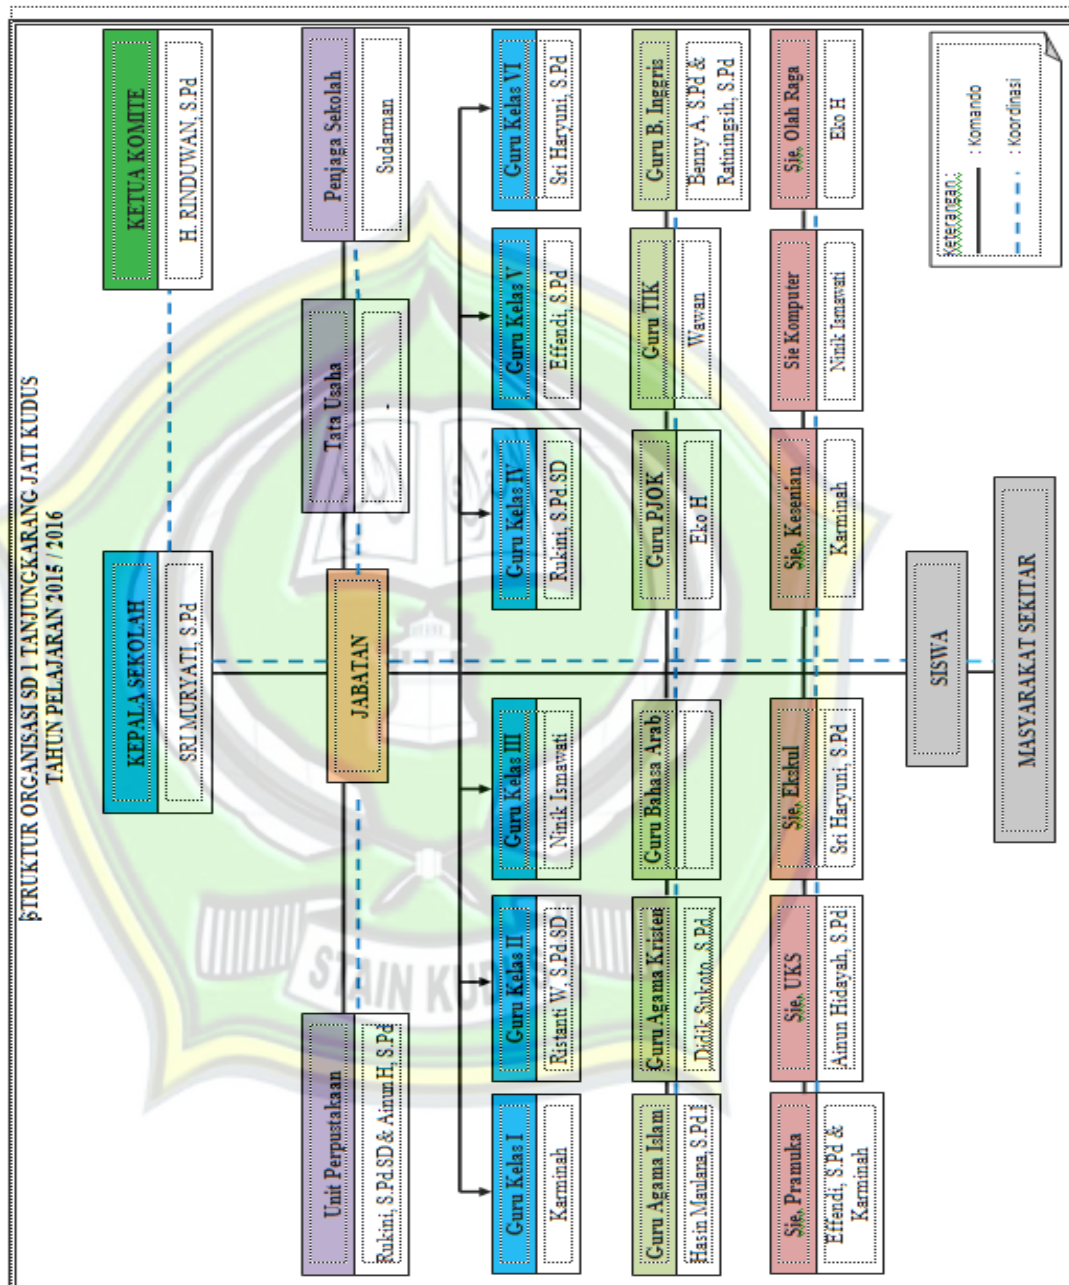 STRUKTUR ORGANISASI SD 1 TANJUNGKARANG JATI KUDUS
TAHUN PELAJARAN 2015 / 2016
KEPALA SEKOLAH
SRI MURYATI, S.Pd
KETUA KOMITE
H. RINDUWAN, S.Pd
Unit Perpustakaan
Rukini, S.Pd.SD & Ainun H, S.Pd
JABATAN
Tata Usaha
-
Penjaga Sekolah
Sudarman
Guru Kelas I
Karminah
Guru Kelas II
Ristanti W, S.Pd.SD
Guru Kelas III
Ninik Ismawati
Guru Kelas IV
Rukini, S.Pd.SD
Guru Kelas V
Effendi, S.Pd
Guru Kelas VI
Sri Haryuni, S.Pd
Guru Agama Islam
Hasin Maulana, S.Pd.I
Guru Agama Kristen
Didik Sukoto, S.Pd
Guru Bahasa Arab
Guru PJOK
Eko H
Guru TIK
Wawan
Guru B. Inggris
Benny A, S.Pd &
Ratiningsih, S.Pd
Sie. Pramuka
Effendi, S.Pd &
Karminah
Sie. UKS
Ainun Hidayah, S.Pd
Sie. Ekskul
Sri Haryuni, S.Pd
Sie. Kesenian
Karminah
Sie Komputer
Ninik Ismawati
Sie. Olah Raga
Eko H
SISWA
MASYARAKAT SEKITAR
Keterangan :
: Komando
: Koordinasi
STAIN KUDUS